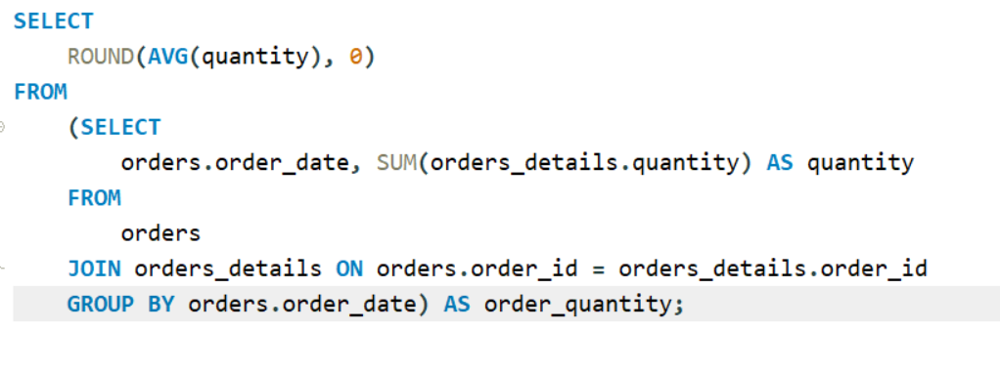 SELECT
ROUND(AVG(quantity), 0)
FROM
(SELECT
orders.order_date, SUM(orders_details.quantity) AS quantity
FROM
orders
JOIN orders_details ON orders.order_id = orders_details.order_id
GROUP BY orders.order_date) AS order_quantity;